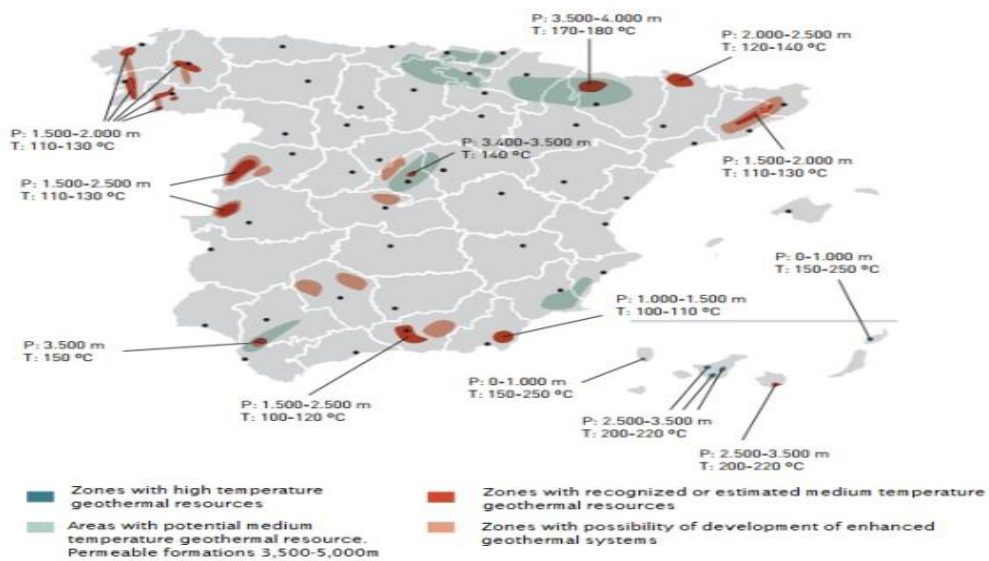 P: 3.500-4.000 m
T: 170-180 ºC
P: 2.000-2.500 m
T: 120-140 ºC
P: 1.500-2.000 m
T: 110-130 ºC
P: 3.400-3.500 m
T: 140 ºC
P: 1.500-2.000 m
T: 110-130 ºC
P: 1.500-2.500 m
T: 110-130 ºC
P: 0-1.000 m
T: 150-250 ºC
P: 1.000-1.500 m
T: 100-110 ºC
P: 3.500 m
T: 150 ºC
P: 0-1.000 m
T: 150-250 ºC
P: 1.500-2.500 m
T: 100-120 ºC
P: 2.500-3.500 m
T: 200-220 ºC
P: 2.500-3.500 m
T: 200-220 ºC
Zones with high temperature
geothermal resources
Areas with potential medium
temperature geothermal resource.
Permeable formations 3,500-5,000m
Zones with recognized or estimated medium temperature
geothermal resources
Zones with possibility of development of enhanced
geothermal systems